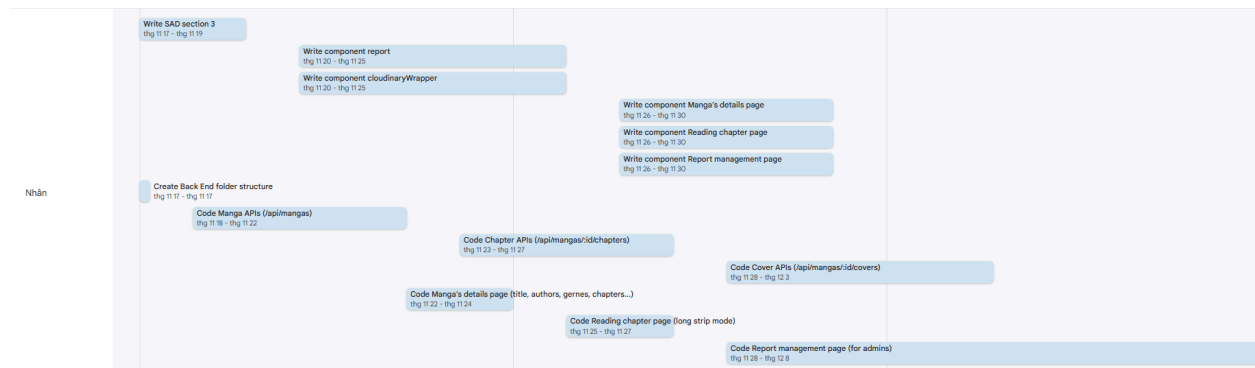 Write SAD section 3
thg 11 17 - thg 11 19
Write component report
thg 11 20 - thg 11 25
Write component cloudinaryWrapper
thg 11 20 - thg 11 25
Write component Manga's details page
thg 11 26 - thg 11 30
Write component Reading chapter page
thg 11 26 - thg 11 30
Write component Report management page
thg 11 26 - thg 11 30
Nhân
Create Back End folder structure
thg 11 17 - thg 11 17
Code Manga APIs (/api/mangas)
thg 11 18 - thg 11 22
Code Chapter APIs (/api/mangas/:id/chapters)
thg 11 23 - thg 11 27
Code Cover APIs (/api/mangas/:id/covers)
thg 11 28 - thg 12 3
Code Manga's details page (title, authors, gernes, chapters...)
thg 11 22 - thg 11 24
Code Reading chapter page (long strip mode)
thg 11 25 - thg 11 27
Code Report management page (for admins)
thg 11 28 - thg 12 8